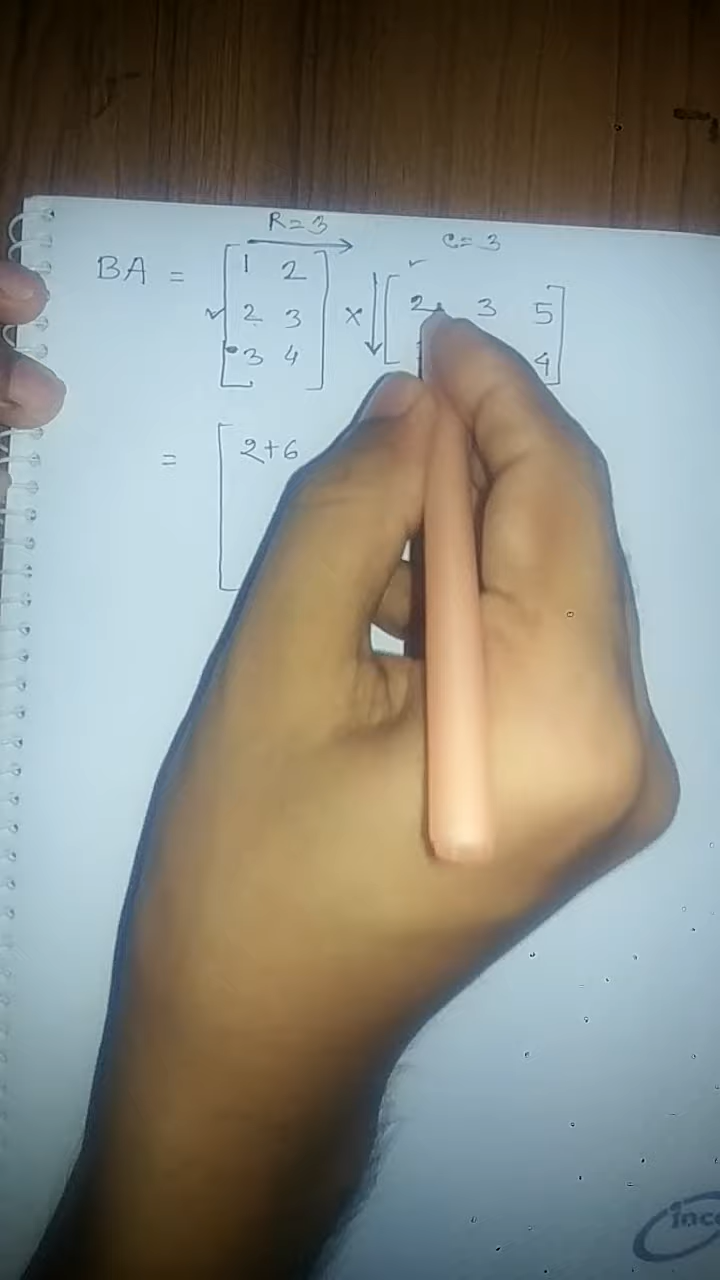 R=3 C=3
BA = [1 2 × [2 3 5]
2 3
3 4] 4
= [2+6